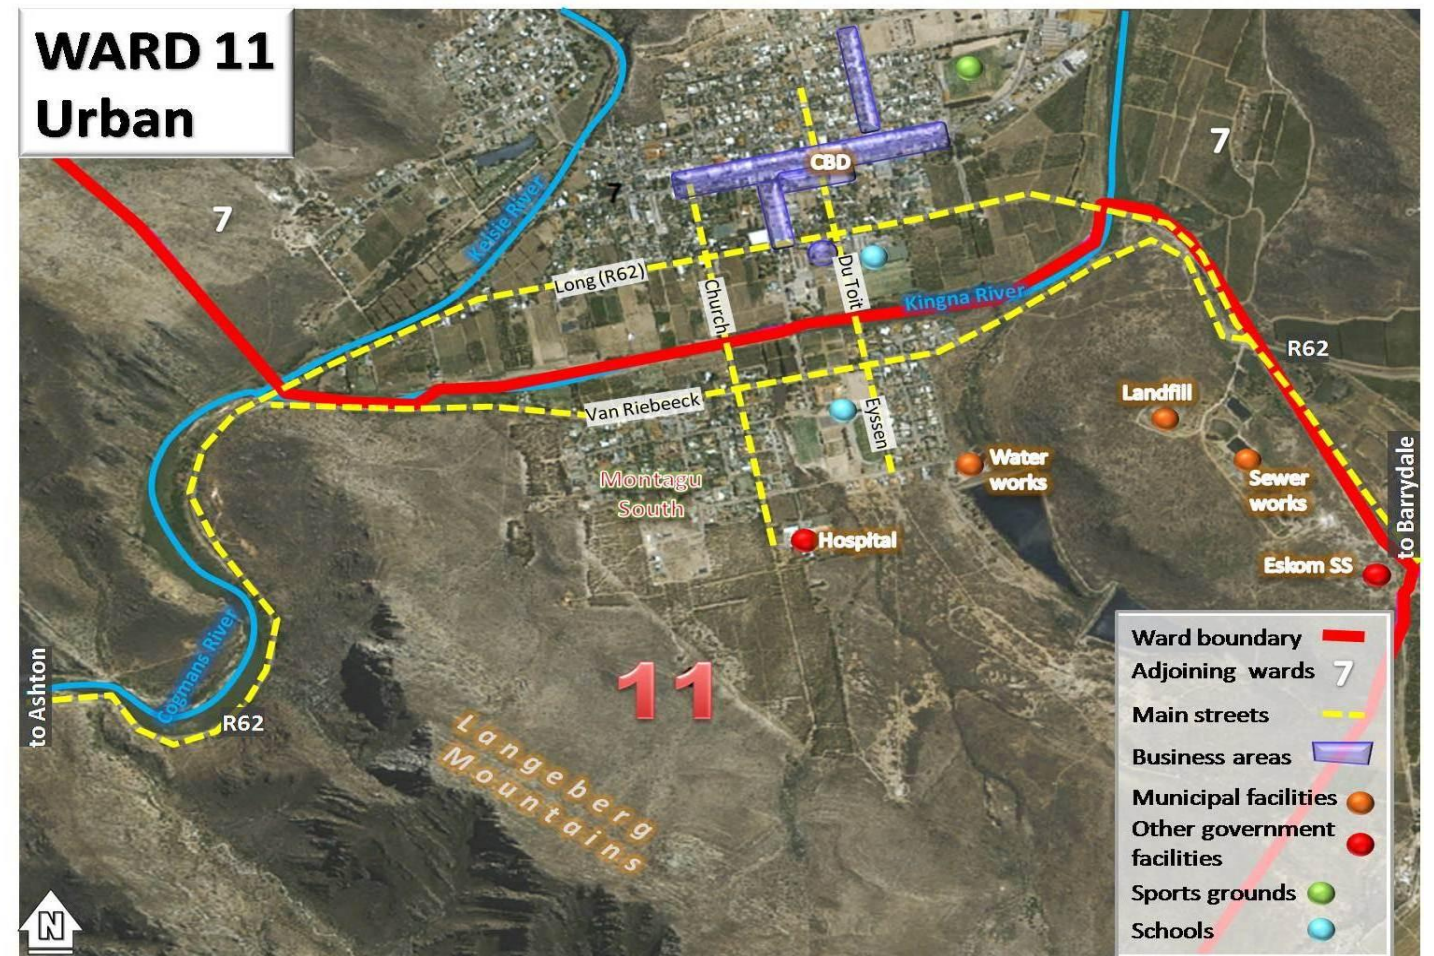 WARD 11
Urban
7
7
7
CBD
Keisie River
Long (R62)
Church
Du Toit
Kingna River
R62
Van Riebeeck
Eyssen
Landfill
Water
works
Sewer
works
Montagu
South
Hospital
Eskom SS
to Barrydale
11
Cogmans River
to Ashton
R62
Langeberg
Mountains
N
Ward boundary
Adjoining wards 7
Main streets
Business areas
Municipal facilities
Other government
facilities
Sports grounds
Schools